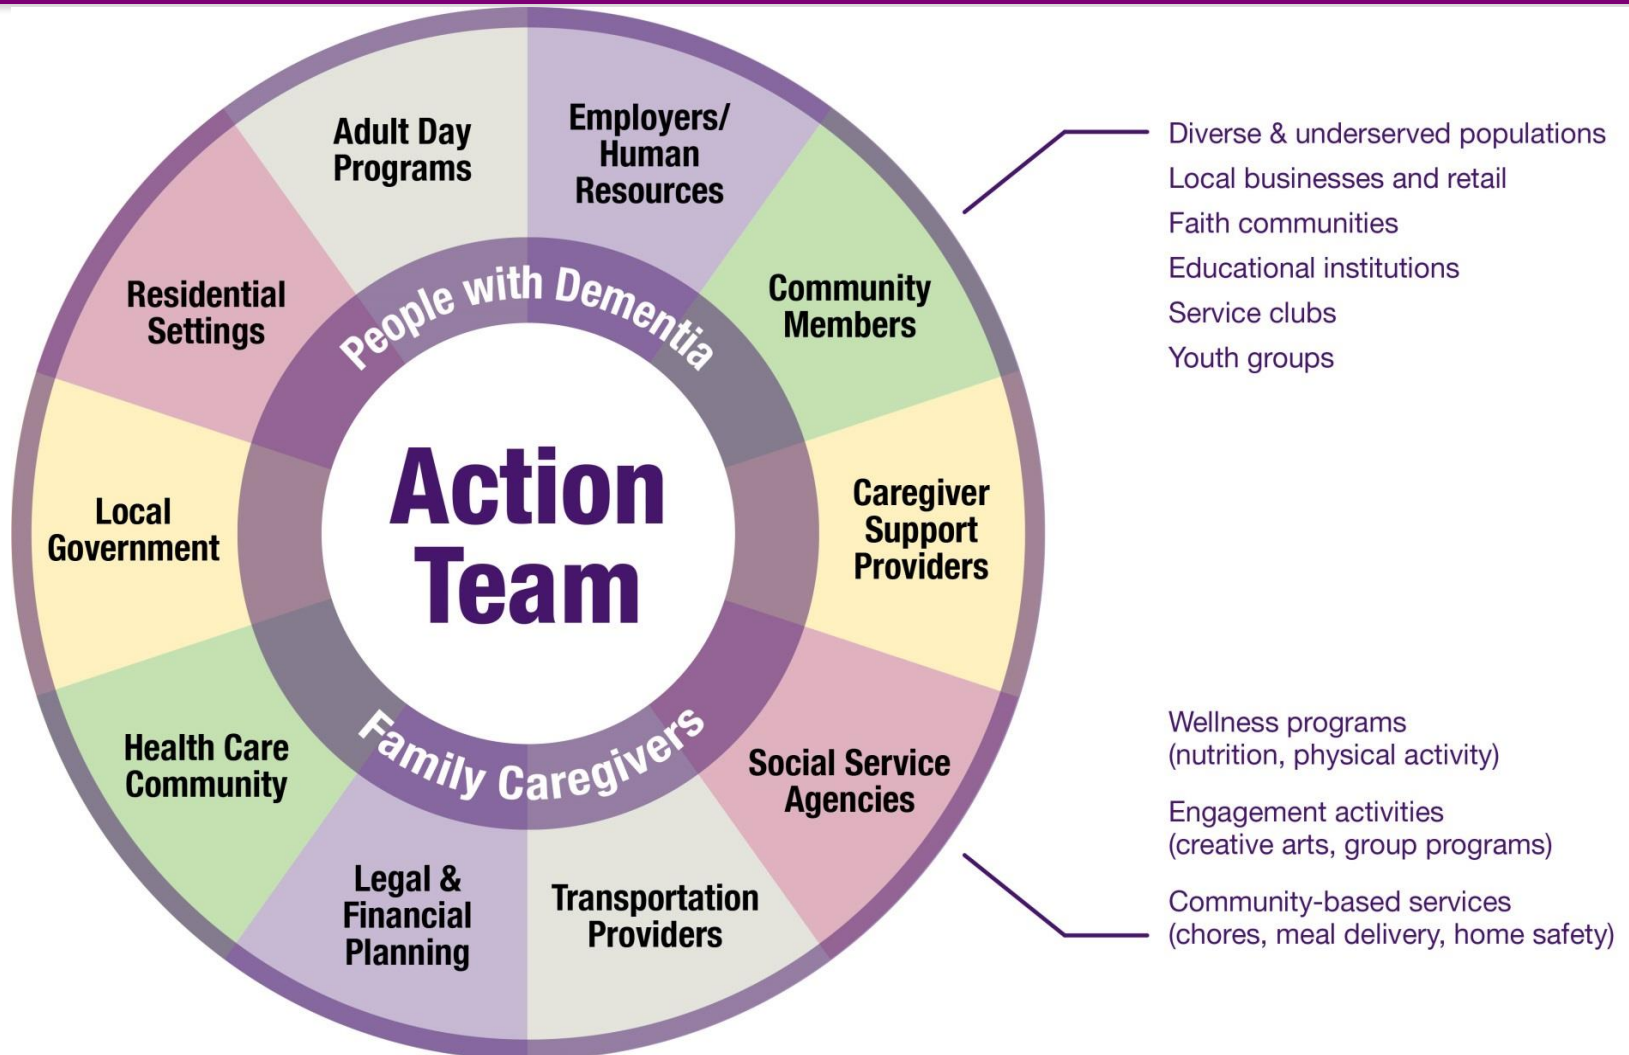 Adult Day
Programs
Employers/
Human
Resources
Community
Members
Caregiver
Support
Providers
Social Service
Agencies
Transportation
Providers
Legal &
Financial
Planning
Health Care
Community
Local
Government
Residential
Settings
People with Dementia
Action
Team
Family Caregivers
Diverse & underserved populations
Local businesses and retail
Faith communities
Educational institutions
Service clubs
Youth groups
Wellness programs
(nutrition, physical activity)
Engagement activities
(creative arts, group programs)
Community-based services
(chores, meal delivery, home safety)